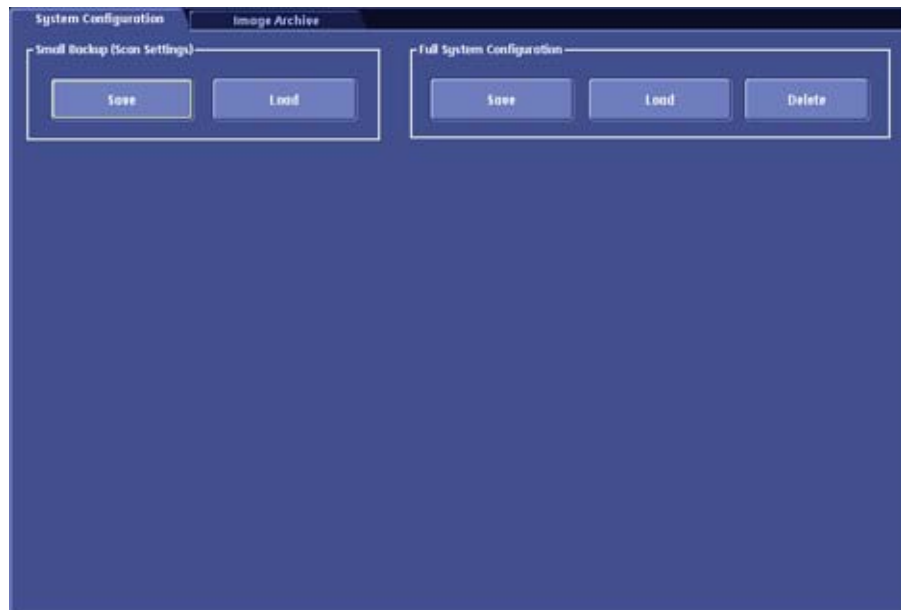 System Configuration
Image Archive
Small Backup (Scan Settings)
Save
Load
Full System Configuration
Save
Load
Delete